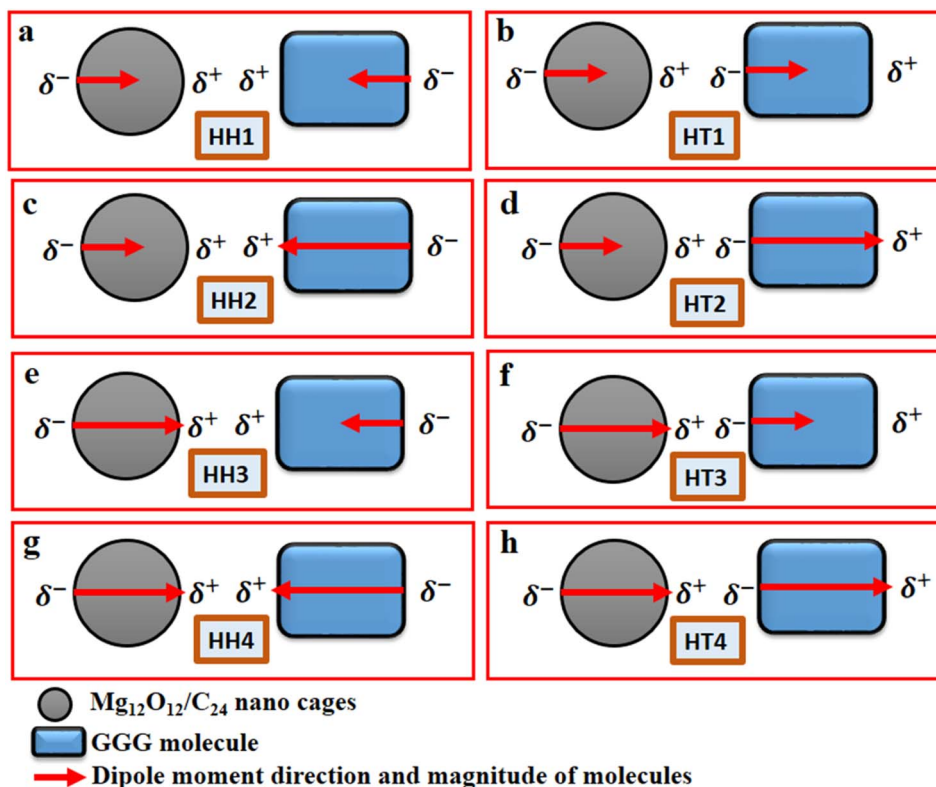 a
δ⁻ δ⁺ δ⁺ δ⁻
HH1
b
δ⁻ δ⁺ δ⁻ δ⁺
HT1
c
δ⁻ δ⁺ δ⁺ δ⁻
HH2
d
δ⁻ δ⁺ δ⁻ δ⁺
HT2
e
δ⁻ δ⁺ δ⁺ δ⁻
HH3
f
δ⁻ δ⁺ δ⁻ δ⁺
HT3
g
δ⁻ δ⁺ δ⁺ δ⁻
HH4
h
δ⁻ δ⁺ δ⁻ δ⁺
HT4
Mg₁₂O₁₂/C₂₄ nano cages
GGG molecule
Dipole moment direction and magnitude of molecules